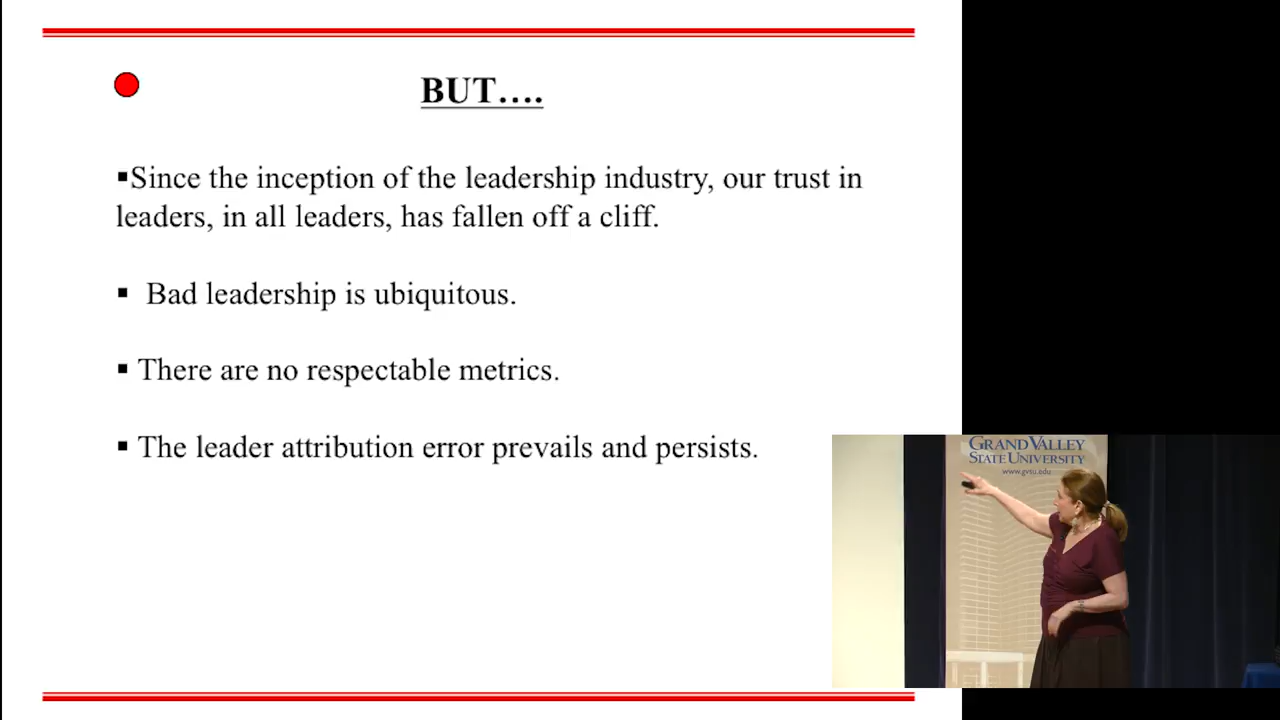 BUT….
▪Since the inception of the leadership industry, our trust in
leaders, in all leaders, has fallen off a cliff.
▪ Bad leadership is ubiquitous.
▪ There are no respectable metrics.
▪ The leader attribution error prevails and persists.
GRAND VALLEY
STATE UNIVERSITY
www.gvsu.edu